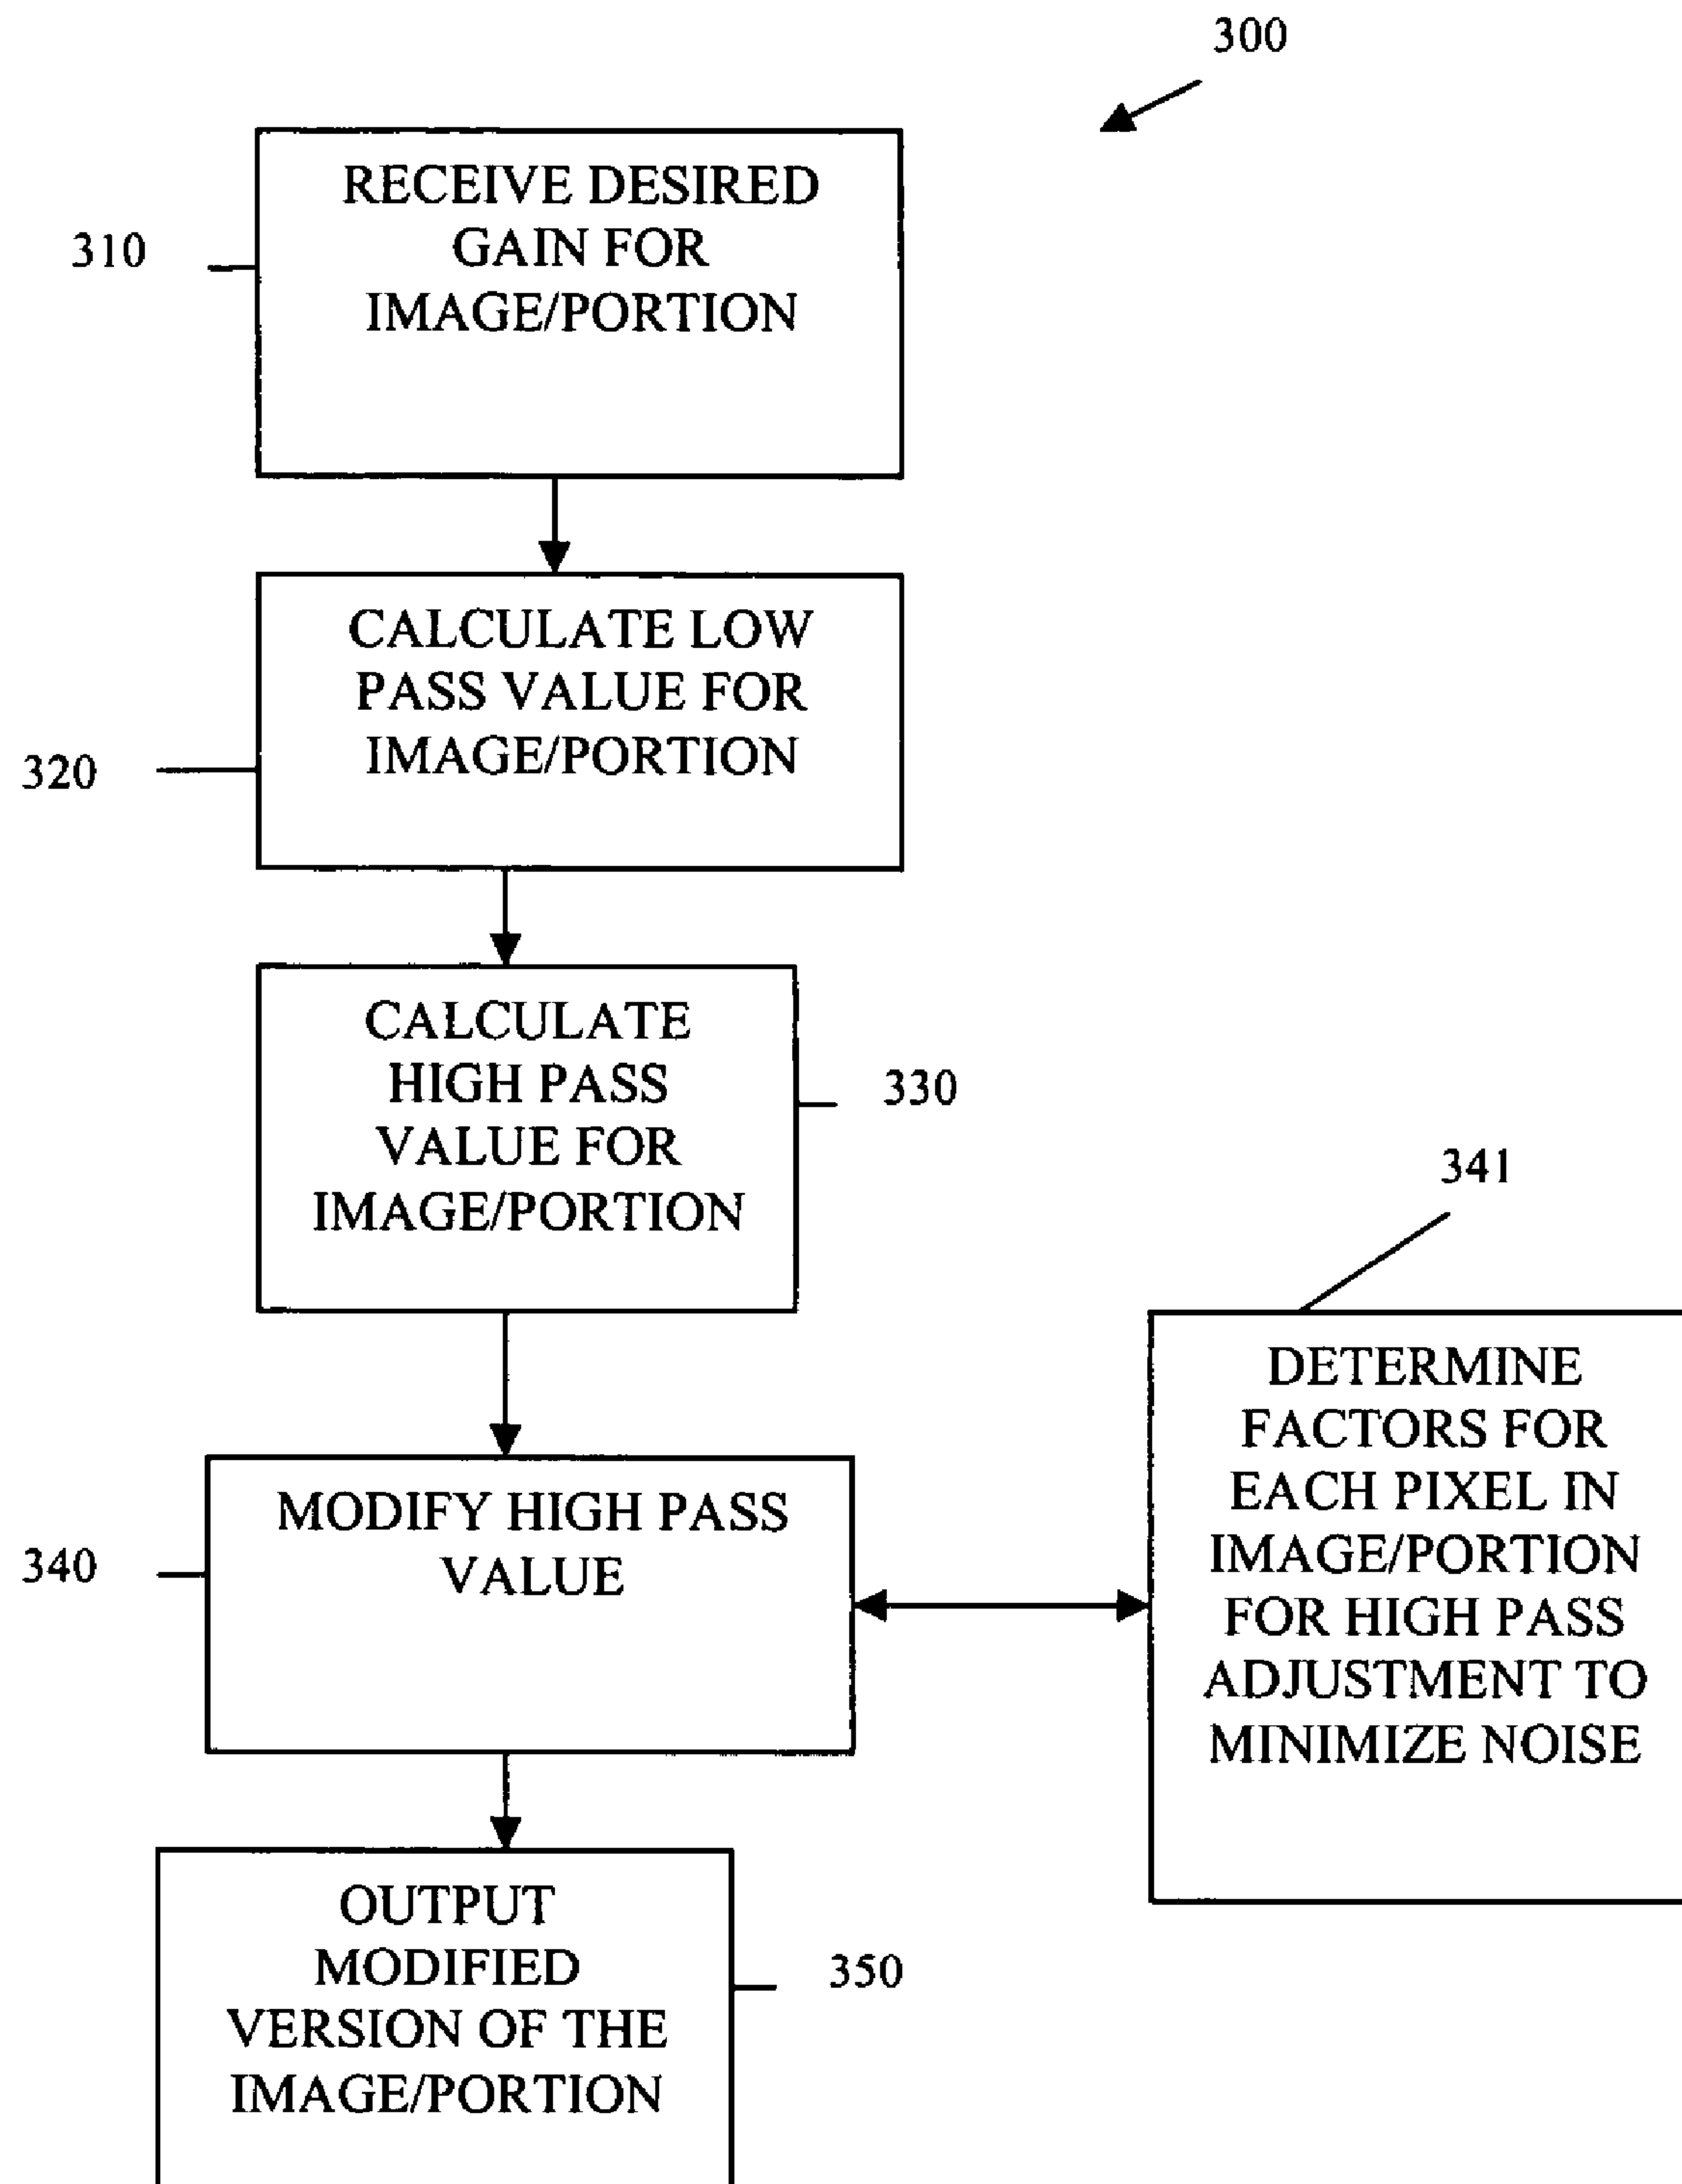 300
RECEIVE DESIRED
GAIN FOR
IMAGE/PORTION
310
CALCULATE LOW
PASS VALUE FOR
IMAGE/PORTION
320
CALCULATE
HIGH PASS
VALUE FOR
IMAGE/PORTION
330
341
DETERMINE
FACTORS FOR
EACH PIXEL IN
IMAGE/PORTION
FOR HIGH PASS
ADJUSTMENT TO
MINIMIZE NOISE
MODIFY HIGH PASS
VALUE
340
OUTPUT
MODIFIED
VERSION OF THE
IMAGE/PORTION
350